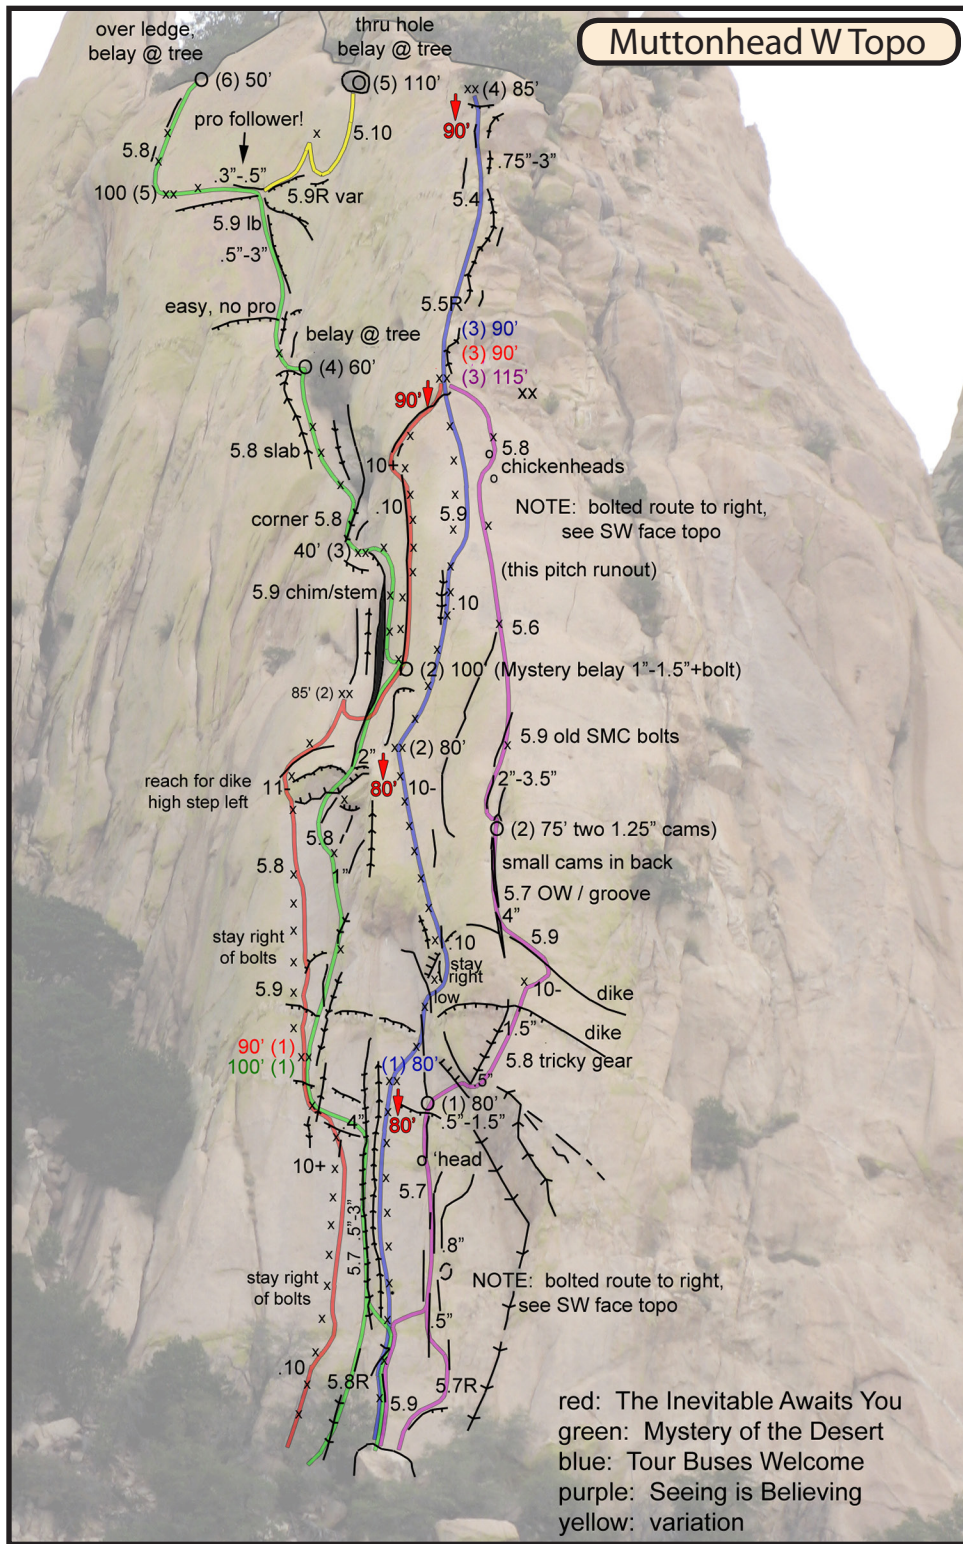 Muttonhead W Topo
over ledge,
belay @ tree
thru hole
belay @ tree
(6) 50'
(5) 110'
xx (4) 85'
90'
pro follower!
5.10
5.8
.3”-.5”
.75”-3”
100 (5) xx
5.9R var
5.4
5.9 lb
.5”-3”
easy, no pro
5.5R
belay @ tree
(3) 90'
(3) 90'
(4) 60'
xx (3) 115'
90'
xx
5.8
5.8 slab
10+
chickenheads
.10
5.9
NOTE: bolted route to right,
see SW face topo
corner 5.8
40' (3) xx
(this pitch runout)
5.9 chim/stem
.10
5.6
(2) 100' (Mystery belay 1”-1.5”+bolt)
85' (2) xx
5.9 old SMC bolts
xx (2) 80'
2”
reach for dike
high step left
11-
80'
10-
2”-3.5”
(2) 75' two 1.25” cams)
5.8
small cams in back
5.8
1”
5.7 OW / groove
4”
stay right
of bolts
.10
5.9
stay
right
low
5.9
10-
dike
1.5”
dike
90' (1)
100' (1)
xx
(1) 80'
5.8 tricky gear
xx
.5”
(1) 80'
80'
.4”
.5”-1.5”
10+
'head
5.7
5.7 .5”-3”
.8”
stay right
of bolts
NOTE: bolted route to right,
see SW face topo
.5”
.10
5.8R
5.9
5.7R
red: The Inevitable Awaits You
green: Mystery of the Desert
blue: Tour Buses Welcome
purple: Seeing is Believing
yellow: variation